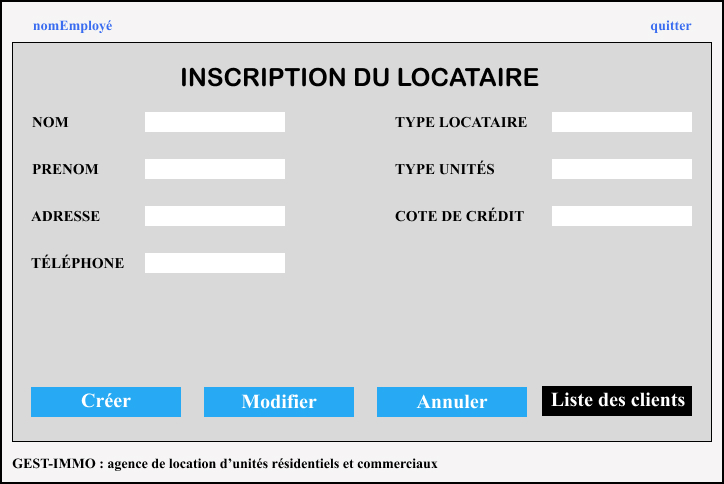 nomEmployé quitter
INSCRIPTION DU LOCATAIRE
NOM TYPE LOCATAIRE
PRENOM TYPE UNITÉS
ADRESSE COTE DE CRÉDIT
TÉLÉPHONE
Créer Modifier Annuler Liste des clients
GEST-IMMO : agence de location d’unités résidentiels et commerciaux